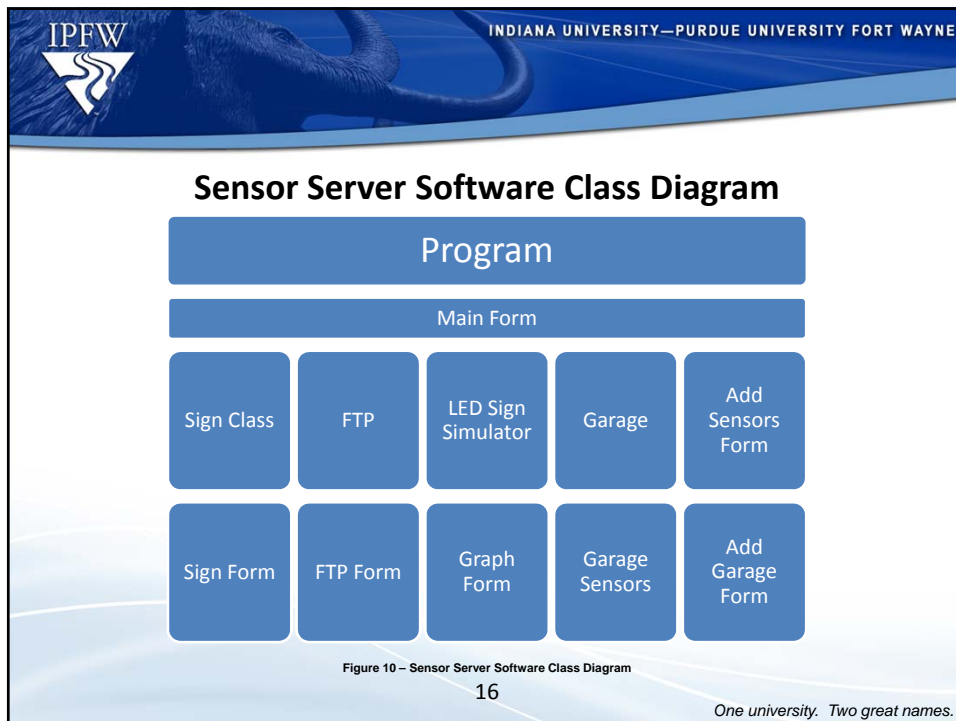 IPFW
INDIANA UNIVERSITY—PURDUE UNIVERSITY FORT WAYNE
Sensor Server Software Class Diagram
Program
Main Form
Sign Class
FTP
LED Sign
Simulator
Garage
Add
Sensors
Form
Sign Form
FTP Form
Graph
Form
Garage
Sensors
Add
Garage
Form
Figure 10 – Sensor Server Software Class Diagram
16
One university. Two great names.